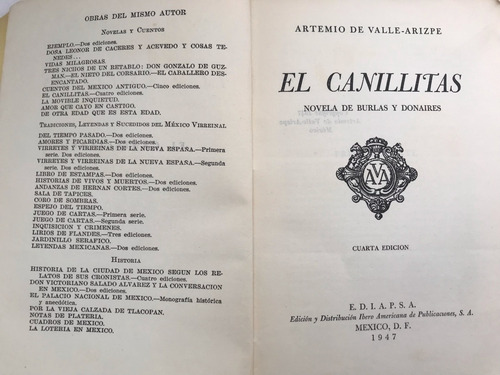 OBRAS DEL MISMO AUTOR
NOVELAS Y CUENTOS
EJEMPLO.—Dos ediciones.
DOÑA LEONOR DE CACERES Y ACEVEDO Y COSAS TE-
NEDES...
VIDAS MILAGROSAS.
TRES NICHOS DE UN RETABLO: DON GONZALO DE GUZ-
MAN.—EL NIETO DEL CORSARIO.—EL CABALLERO DES-
ENCANTADO.
CUENTOS DEL MEXICO ANTIGUO.—Cinco ediciones.
EL CANILLITAS.—Cuatro ediciones.
LA MOVIBLE INQUIETUD.
AMOR QUE CAYO EN CASTIGO.
DE OTRA EDAD QUE ES ESTA EDAD.
TRADICIONES, LEYENDAS Y SUCEDIDOS DEL MÉXICO VIRREINAL
DEL TIEMPO PASADO.—Dos ediciones.
AMORES Y PICARDIAS.—Dos ediciones.
VIRREYES Y VIRREINAS DE LA NUEVA ESPAÑA.—Primera
serie. Dos ediciones.
VIRREYES Y VIRREINAS DE LA NUEVA ESPAÑA.—Segunda
serie. Dos ediciones.
LIBRO DE ESTAMPAS.—Dos ediciones.
HISTORIAS DE VIVOS Y MUERTOS.—Dos ediciones.
ANDANZAS DE HERNAN CORTES.—Dos ediciones.
SALA DE TAPICES.
CORO DE SOMBRAS.
ESPEJO DEL TIEMPO.
JUEGO DE CARTAS.—Primera serie.
JUEGO DE CARTAS.—Segunda serie.
INQUISICION Y CRIMENES.
LIRIOS DE FLANDES.—Tres ediciones.
JARDINILLO SERAFICO.
LEYENDAS MEXICANAS.—Dos ediciones.
HISTORIA
HISTORIA DE LA CIUDAD DE MEXICO SEGUN LOS RE-
LATOS DE SUS CRONISTAS.—Cuatro ediciones.
DON VICTORIANO SALADO ALVAREZ Y LA CONVERSACION
EN MEXICO.—Dos ediciones.
EL PALACIO NACIONAL DE MEXICO.—Monografía histórica
y anecdótica.
POR LA VIEJA CALZADA DE TLACOPAN.
NOTAS DE PLATERIA.
CUADROS DE MEXICO.
LA LOTERIA EN MEXICO.
ARTEMIO DE VALLE-ARIZPE
EL CANILLITAS
NOVELA DE BURLAS Y DONAIRES
AVA
CUARTA EDICION
E. D. I. A. P. S. A.
Edición y Distribución Ibero Americana de Publicaciones, S. A.
MEXICO, D. F.
1947